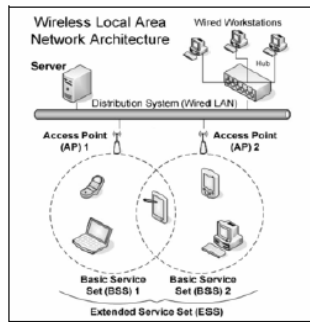 Wireless Local Area
Network Architecture
Wired Workstations
Server
Hub
Distribution System (Wired LAN)
Access Point
(AP) 1
Access Point
(AP) 2
Basic Service
Set (BSS) 1
Basic Service
Set (BSS) 2
Extended Service Set (ESS)